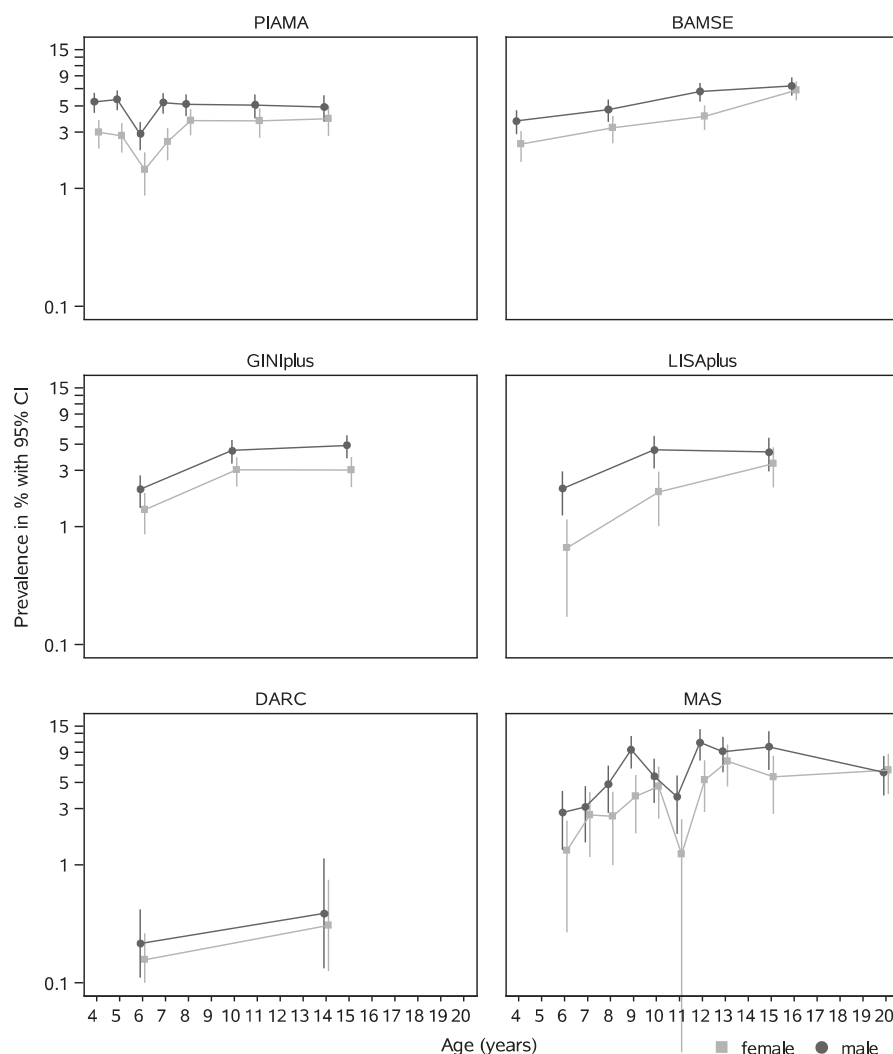 PIAMA
BAMSE
15
9
5
3
1
0.1
GINIplus
LISAplus
15
9
5
3
1
0.1
Prevalence in % with 95% CI
DARC
MAS
15
9
5
3
1
0.1
4 5 6 7 8 9 10 11 12 13 14 15 16 17 18 19 20
4 5 6 7 8 9 10 11 12 13 14 15 16 17 18 19 20
Age (years)
female male